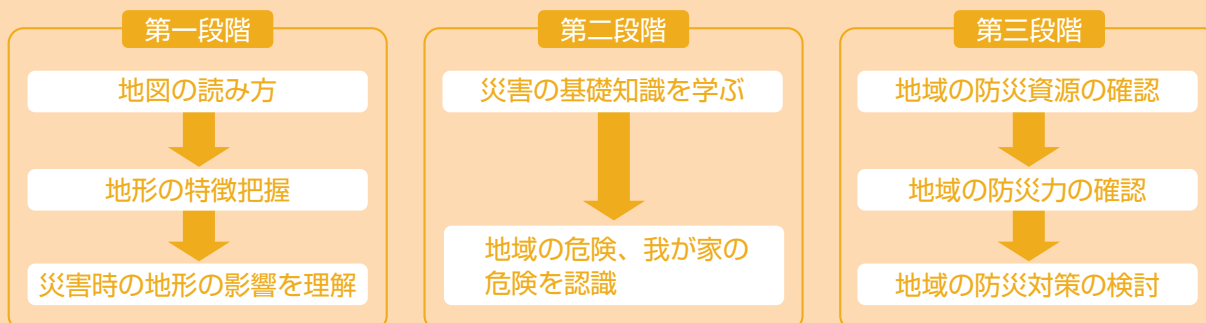 第一段階
地図の読み方
地形の特徴把握
災害時の地形の影響を理解
第二段階
災害の基礎知識を学ぶ
地域の危険、我が家の
危険を認識
第三段階
地域の防災資源の確認
地域の防災力の確認
地域の防災対策の検討